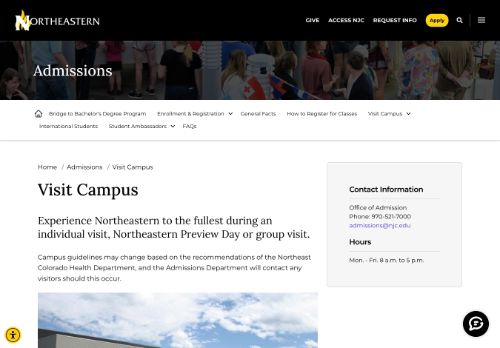 NORTHEASTERN
GIVE ACCESS NJC REQUEST INFO Apply
Admissions
Bridge to Bachelor's Degree Program Enrollment & Registration General Facts How to Register for Classes Visit Campus
International Students Student Ambassadors FAQs
Home / Admissions / Visit Campus
Visit Campus
Experience Northeastern to the fullest during an
individual visit, Northeastern Preview Day or group visit.
Campus guidelines may change based on the recommendations of the Northeast
Colorado Health Department, and the Admissions Department will contact any
visitors should this occur.
Contact Information
Office of Admission
Phone: 970-521-7000
admissions@njc.edu
Hours
Mon. - Fri. 8 a.m. to 5 p.m.